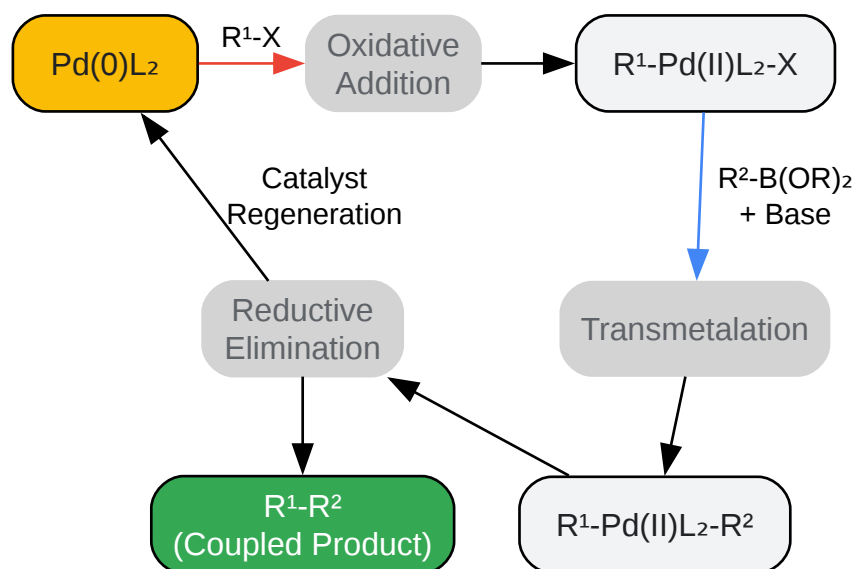 Pd(0)L₂
R¹-X
Oxidative
Addition
R¹-Pd(II)L₂-X
Catalyst
Regeneration
R²-B(OR)₂
+ Base
Reductive
Elimination
Transmetalation
R¹-R²
(Coupled Product)
R¹-Pd(II)L₂-R²